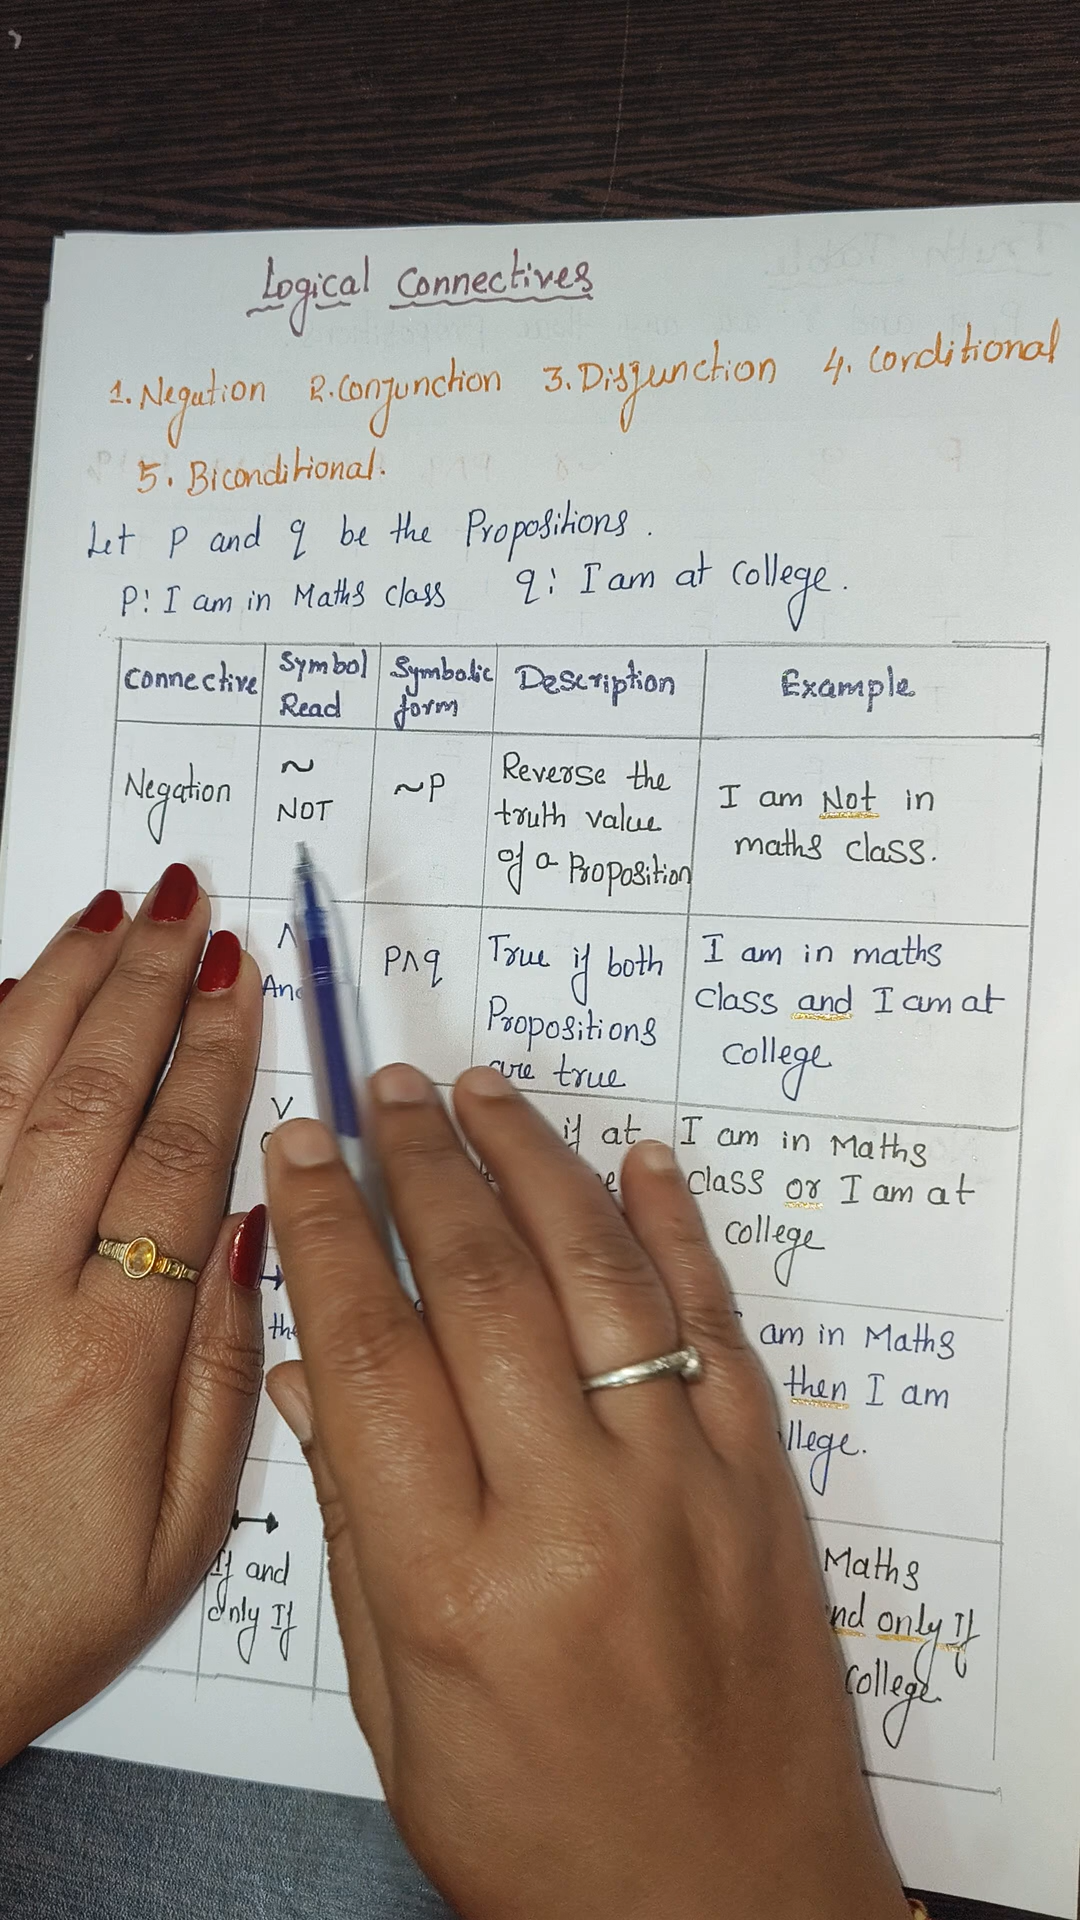 Logical Connectives
1. Negation 2. Conjunction 3. Disjunction 4. Conditional
5. Biconditional.
Let p and q be the Propositions.
p: I am in Maths class q: I am at college.
Connective
Symbol
Read
Symbolic
form
Description
Example
Negation
~
NOT
~p
Reverse the
truth value
of a Proposition
I am Not in
maths class.
∧
p∧q
True if both
Propositions
are true
I am in maths
class and I am at
college
∨
if at
I am in Maths
class or I am at
college
→
am in Maths
then I am
↔
If and
only If
Maths
only If
college